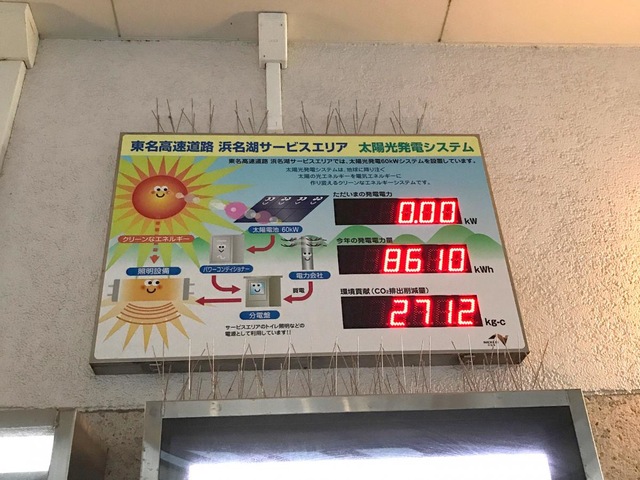 東名高速道路 浜名湖サービスエリア 太陽光発電システム
東名高速道路 浜名湖サービスエリアでは、太陽光発電60kWシステムを設置しています。
太陽光発電システムは、地球に降り注ぐ
太陽の光エネルギーを電気エネルギーに
作り変えるクリーンなエネルギーシステムです。
ただいまの発電電力
0.00 kW
太陽電池 60kW
クリーンなエネルギー
今年の発電電力量
8610 kWh
照明設備
パワーコンディショナー
電力会社
買電
分電盤
環境貢献(CO₂排出削減量)
2712 kg-c
サービスエリアのトイレ照明などの
電源として利用しています!!